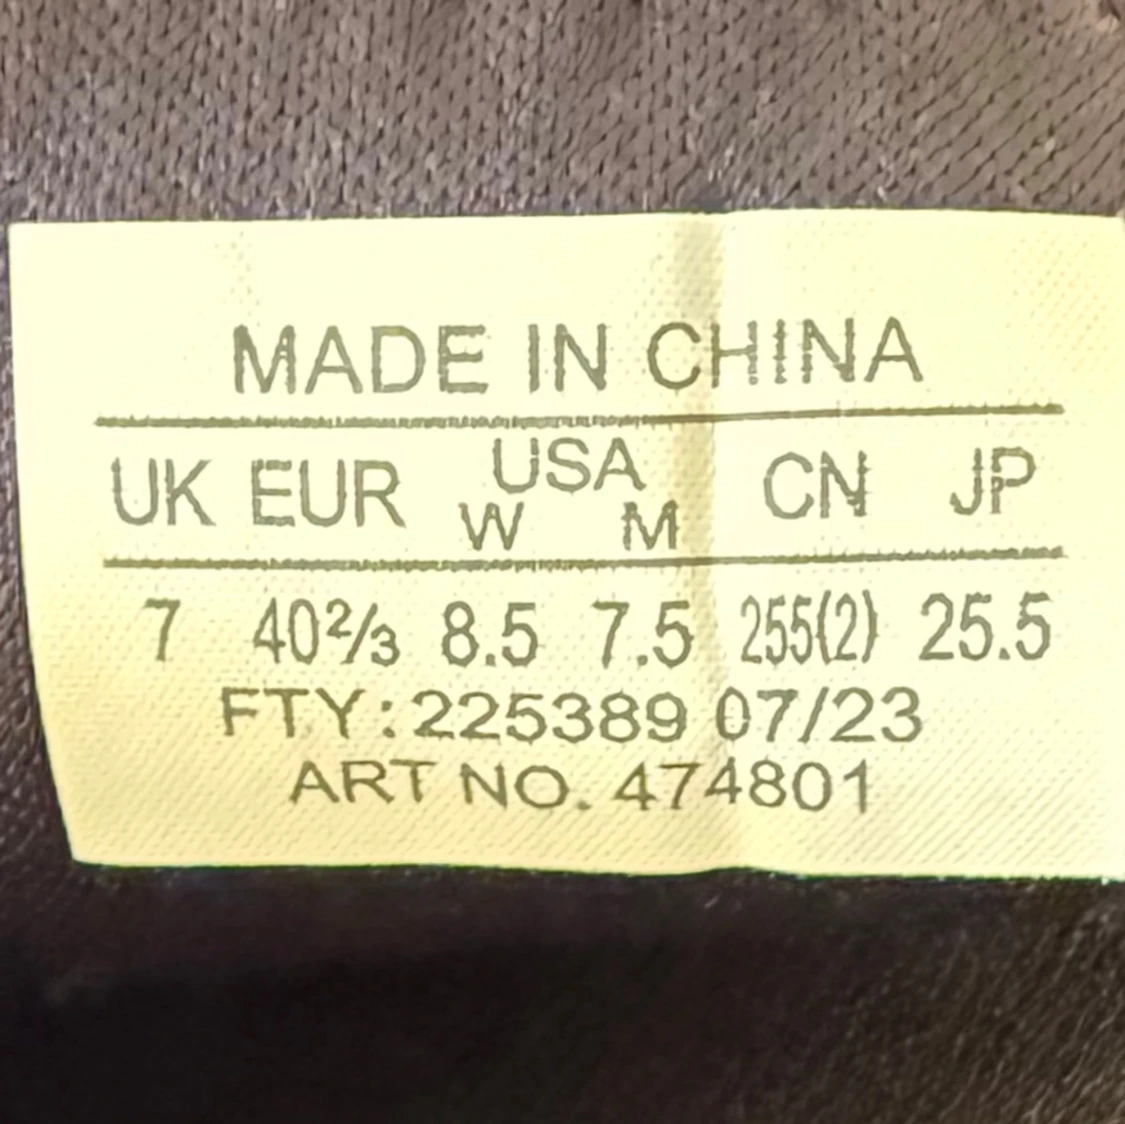 MADE IN CHINA
UK EUR USA CN JP
W M
7 40⅔ 8.5 7.5 255(2) 25.5
FTY: 225389 07/23
ART NO. 474801